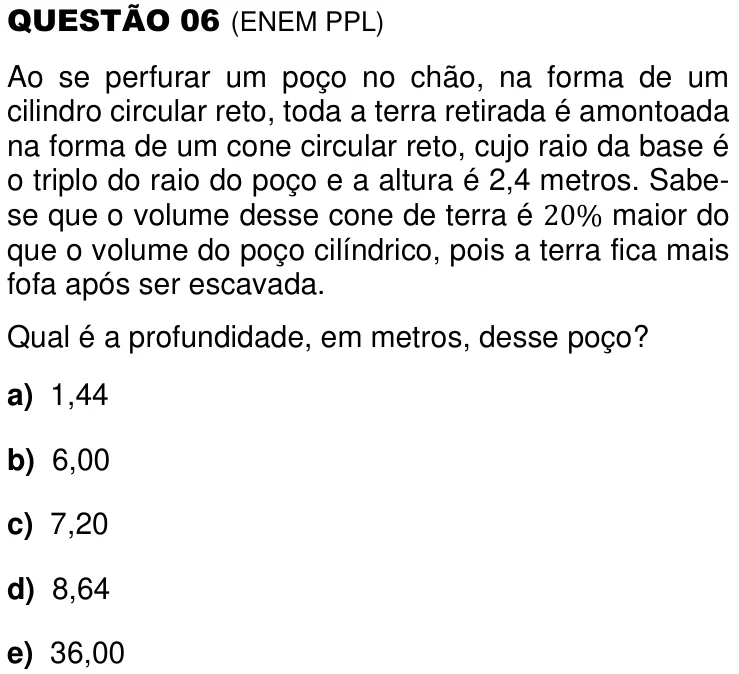 QUESTÃO 06 (ENEM PPL)
Ao se perfurar um poço no chão, na forma de um
cilindro circular reto, toda a terra retirada é amontoada
na forma de um cone circular reto, cujo raio da base é
o triplo do raio do poço e a altura é 2,4 metros. Sabe-
se que o volume desse cone de terra é 20% maior do
que o volume do poço cilíndrico, pois a terra fica mais
fofa após ser escavada.
Qual é a profundidade, em metros, desse poço?
a) 1,44
b) 6,00
c) 7,20
d) 8,64
e) 36,00